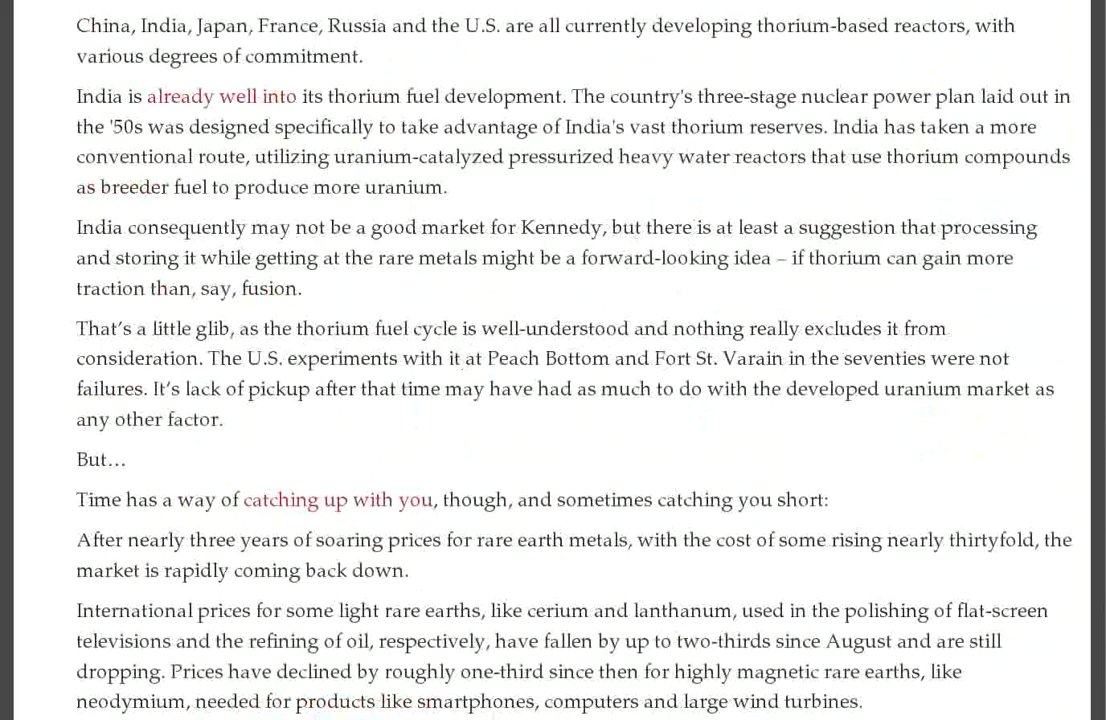 China, India, Japan, France, Russia and the U.S. are all currently developing thorium-based reactors, with
various degrees of commitment.
India is already well into its thorium fuel development. The country's three-stage nuclear power plan laid out in
the '50s was designed specifically to take advantage of India's vast thorium reserves. India has taken a more
conventional route, utilizing uranium-catalyzed pressurized heavy water reactors that use thorium compounds
as breeder fuel to produce more uranium.
India consequently may not be a good market for Kennedy, but there is at least a suggestion that processing
and storing it while getting at the rare metals might be a forward-looking idea – if thorium can gain more
traction than, say, fusion.
That's a little glib, as the thorium fuel cycle is well-understood and nothing really excludes it from
consideration. The U.S. experiments with it at Peach Bottom and Fort St. Varain in the seventies were not
failures. It's lack of pickup after that time may have had as much to do with the developed uranium market as
any other factor.
But…
Time has a way of catching up with you, though, and sometimes catching you short:
After nearly three years of soaring prices for rare earth metals, with the cost of some rising nearly thirtyfold, the
market is rapidly coming back down.
International prices for some light rare earths, like cerium and lanthanum, used in the polishing of flat-screen
televisions and the refining of oil, respectively, have fallen by up to two-thirds since August and are still
dropping. Prices have declined by roughly one-third since then for highly magnetic rare earths, like
neodymium, needed for products like smartphones, computers and large wind turbines.